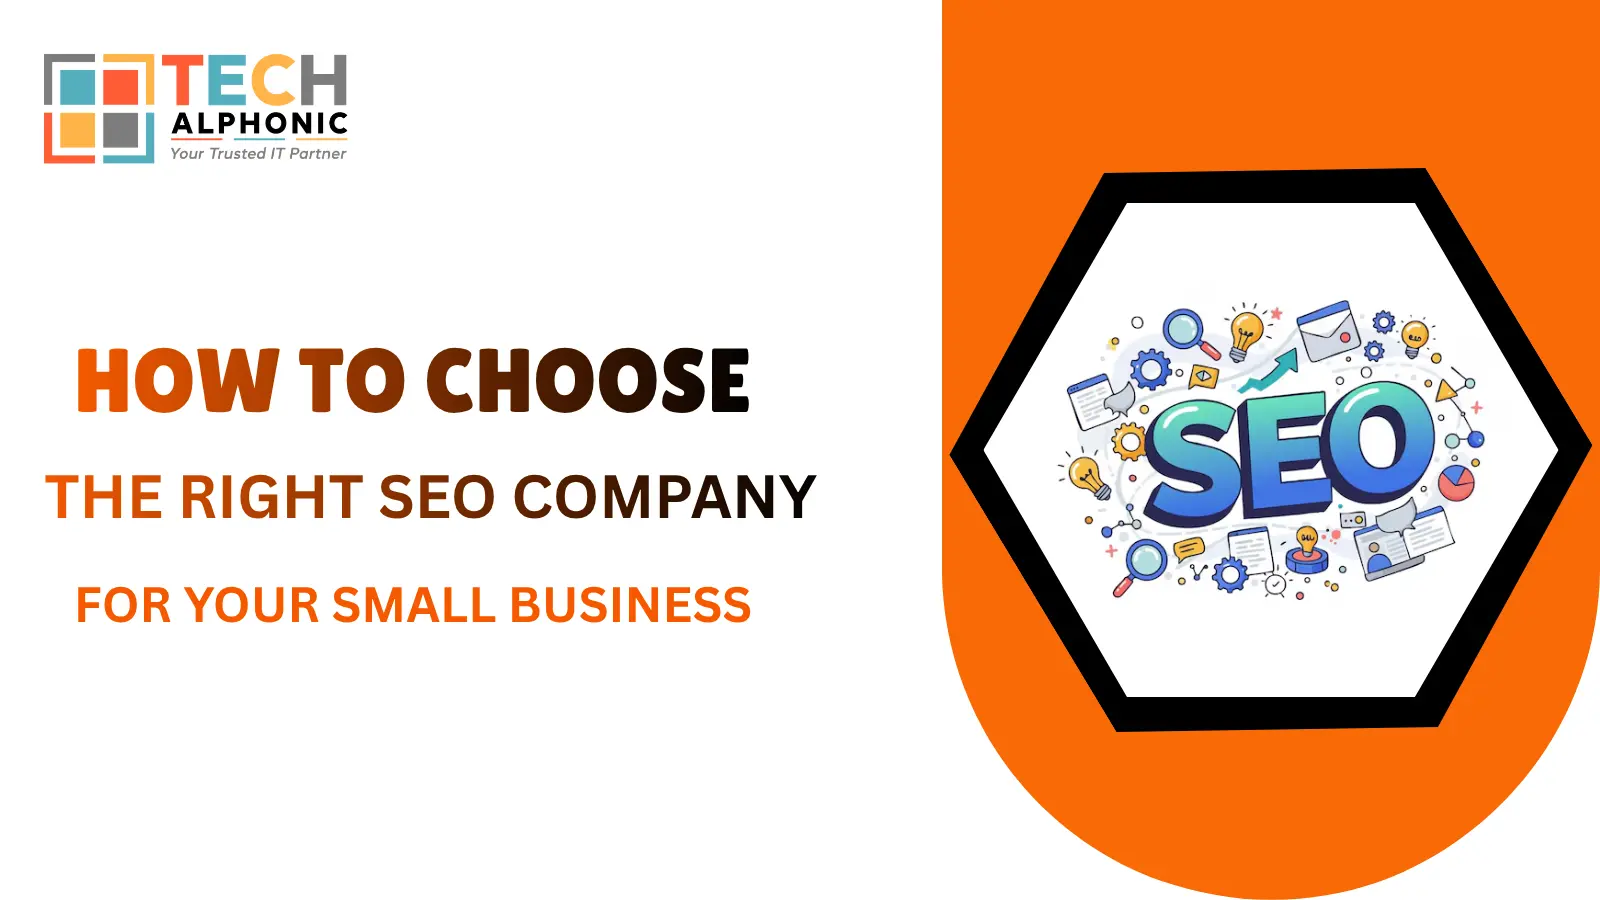 TECH
ALPHONIC
Your Trusted IT Partner
HOW TO CHOOSE
THE RIGHT SEO COMPANY
FOR YOUR SMALL BUSINESS
SEO